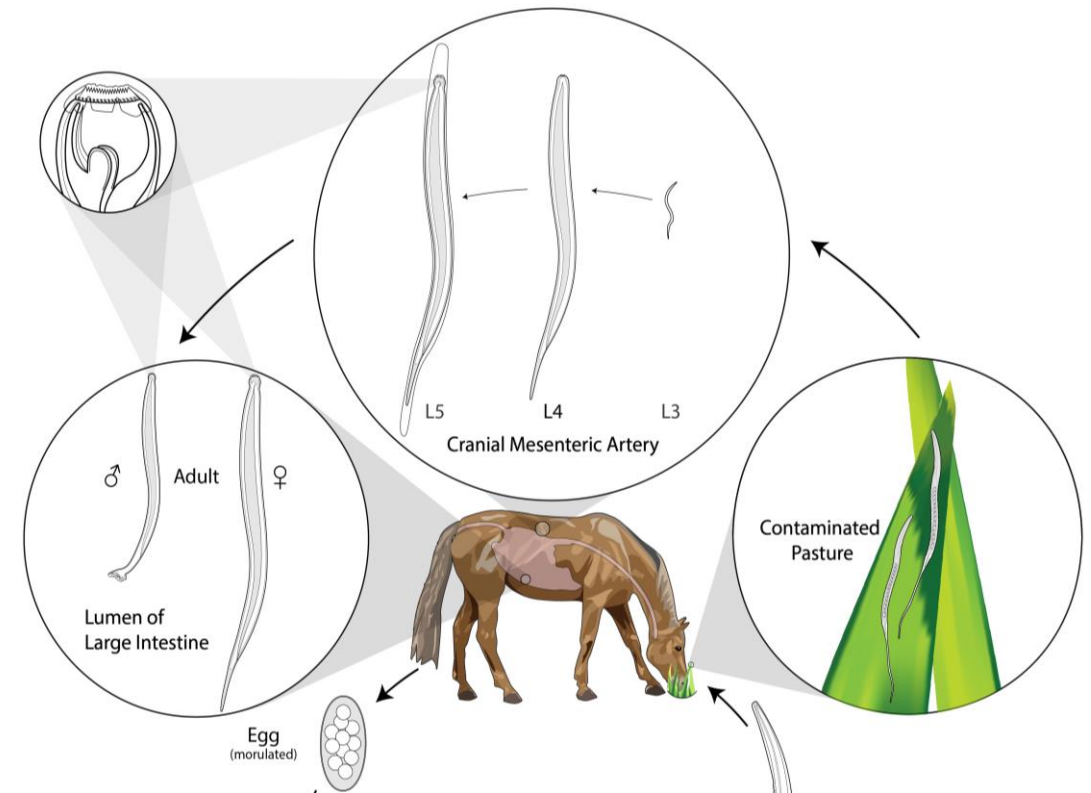 L5
L4
L3
Cranial Mesenteric Artery
♂
Adult
♀
Lumen of
Large Intestine
Contaminated
Pasture
Egg
(morulated)